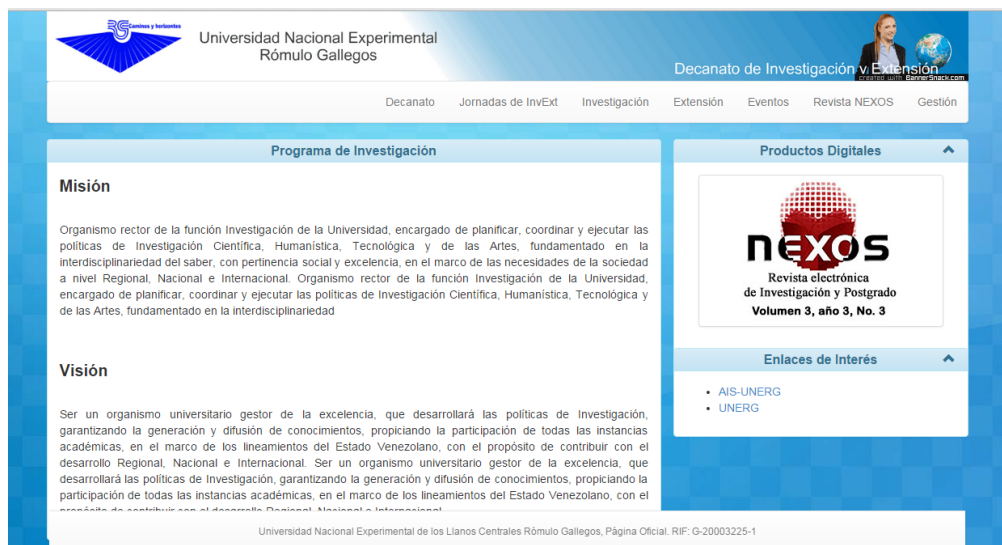 Caminos y horizontes
Universidad Nacional Experimental
Rómulo Gallegos
Decanato de Investigación y Extensión
created with BannerSnack.com
Decanato Jornadas de InvExt Investigación Extensión Eventos Revista NEXOS Gestión
Programa de Investigación
Misión
Organismo rector de la función Investigación de la Universidad, encargado de planificar, coordinar y ejecutar las
políticas de Investigación Científica, Humanística, Tecnológica y de las Artes, fundamentado en la
interdisciplinariedad del saber, con pertinencia social y excelencia, en el marco de las necesidades de la sociedad
a nivel Regional, Nacional e Internacional. Organismo rector de la función Investigación de la Universidad,
encargado de planificar, coordinar y ejecutar las políticas de Investigación Científica, Humanística, Tecnológica y
de las Artes, fundamentado en la interdisciplinariedad
Visión
Ser un organismo universitario gestor de la excelencia, que desarrollará las políticas de Investigación,
garantizando la generación y difusión de conocimientos, propiciando la participación de todas las instancias
académicas, en el marco de los lineamientos del Estado Venezolano, con el propósito de contribuir con el
desarrollo Regional, Nacional e Internacional. Ser un organismo universitario gestor de la excelencia, que
desarrollará las políticas de Investigación, garantizando la generación y difusión de conocimientos, propiciando la
participación de todas las instancias académicas, en el marco de los lineamientos del Estado Venezolano, con el
propósito de contribuir con el desarrollo Regional, Nacional e Internacional
Productos Digitales
nexos
Revista electrónica
de Investigación y Postgrado
Volumen 3, año 3, No. 3
Enlaces de Interés
AIS-UNERG
UNERG
Universidad Nacional Experimental de los Llanos Centrales Rómulo Gallegos, Página Oficial. RIF: G-20003225-1